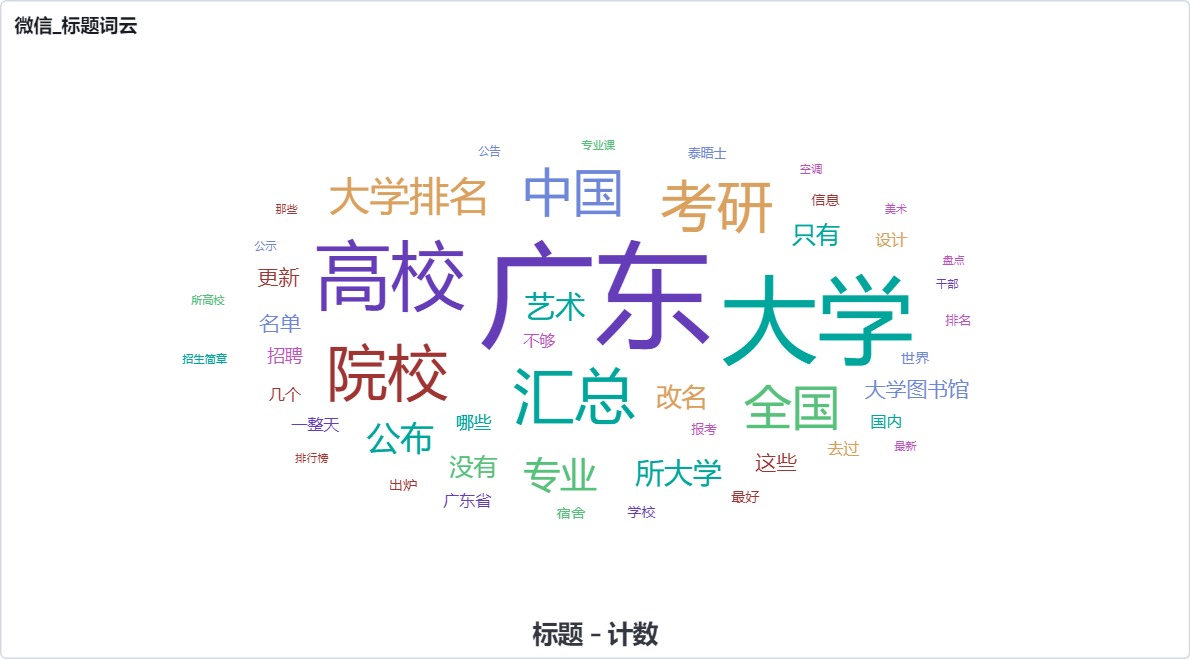 微信_标题词云
公告
专业课
泰晤士
空调
大学排名
中国
考研
信息
那些
美术
只有
设计
公示
高校
广东
更新
盘点
干部
所高校
艺术
大学
名单
排名
不够
招生简章
招聘
院校
世界
几个
汇总
改名
全国
大学图书馆
一整天
公布
哪些
报考
国内
排行榜
没有
专业
所大学
这些
去过
最新
出炉
广东省
宿舍
学校
最好
标题 - 计数